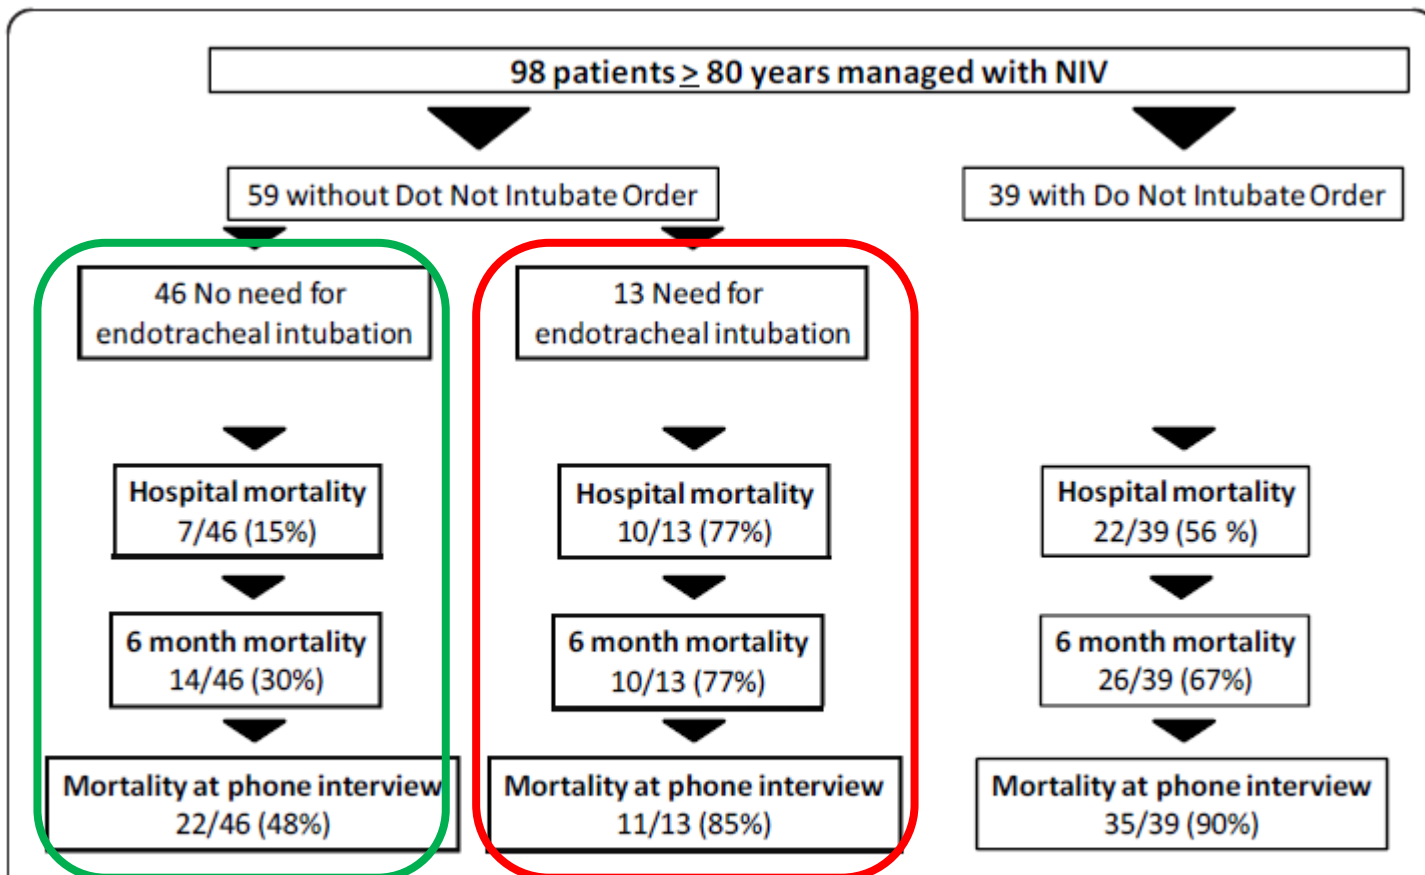 98 patients ≥ 80 years managed with NIV
59 without Dot Not Intubate Order
39 with Do Not Intubate Order
46 No need for
endotracheal intubation
13 Need for
endotracheal intubation
Hospital mortality
7/46 (15%)
Hospital mortality
10/13 (77%)
Hospital mortality
22/39 (56 %)
6 month mortality
14/46 (30%)
6 month mortality
10/13 (77%)
6 month mortality
26/39 (67%)
Mortality at phone interview
22/46 (48%)
Mortality at phone interview
11/13 (85%)
Mortality at phone interview
35/39 (90%)